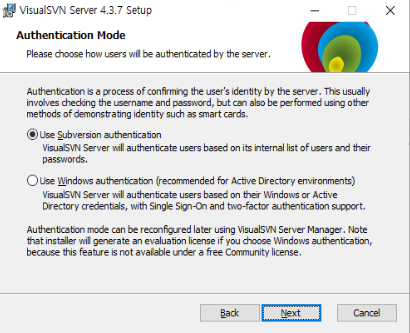 VisualSVN Server 4.3.7 Setup
Authentication Mode
Please choose how users will be authenticated by the server.
Authentication is a process of confirming the user's identity by the server. This usually
involves checking the username and password, but can also be performed using other
methods of demonstrating identity such as smart cards.
Use Subversion authentication
VisualSVN Server will authenticate users based on its internal list of users and their
passwords.
Use Windows authentication (recommended for Active Directory environments)
VisualSVN Server will authenticate users based on their Windows or Active
Directory credentials, with Single Sign-On and two-factor authentication support.
Authentication mode can be reconfigured later using VisualSVN Server Manager. Note
that installer will generate an evaluation license if you choose Windows authentication,
because this feature is not available under a free Community license.
Back Next Cancel